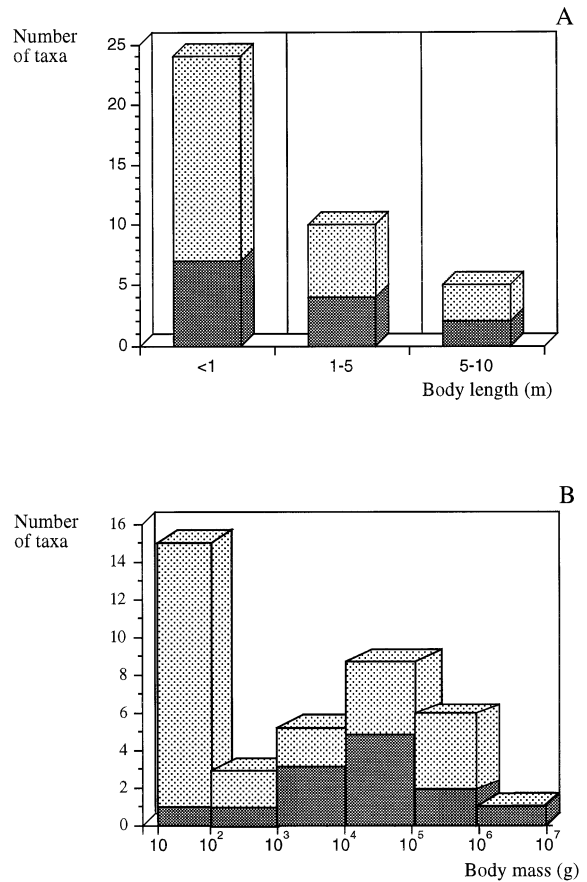 A
Number
of taxa
25
20
15
10
5
0
<1 1-5 5-10
Body length (m)
B
Number
of taxa
16
14
12
10
8
6
4
2
0
10 10² 10³ 10⁴ 10⁵ 10⁶ 10⁷
Body mass (g)